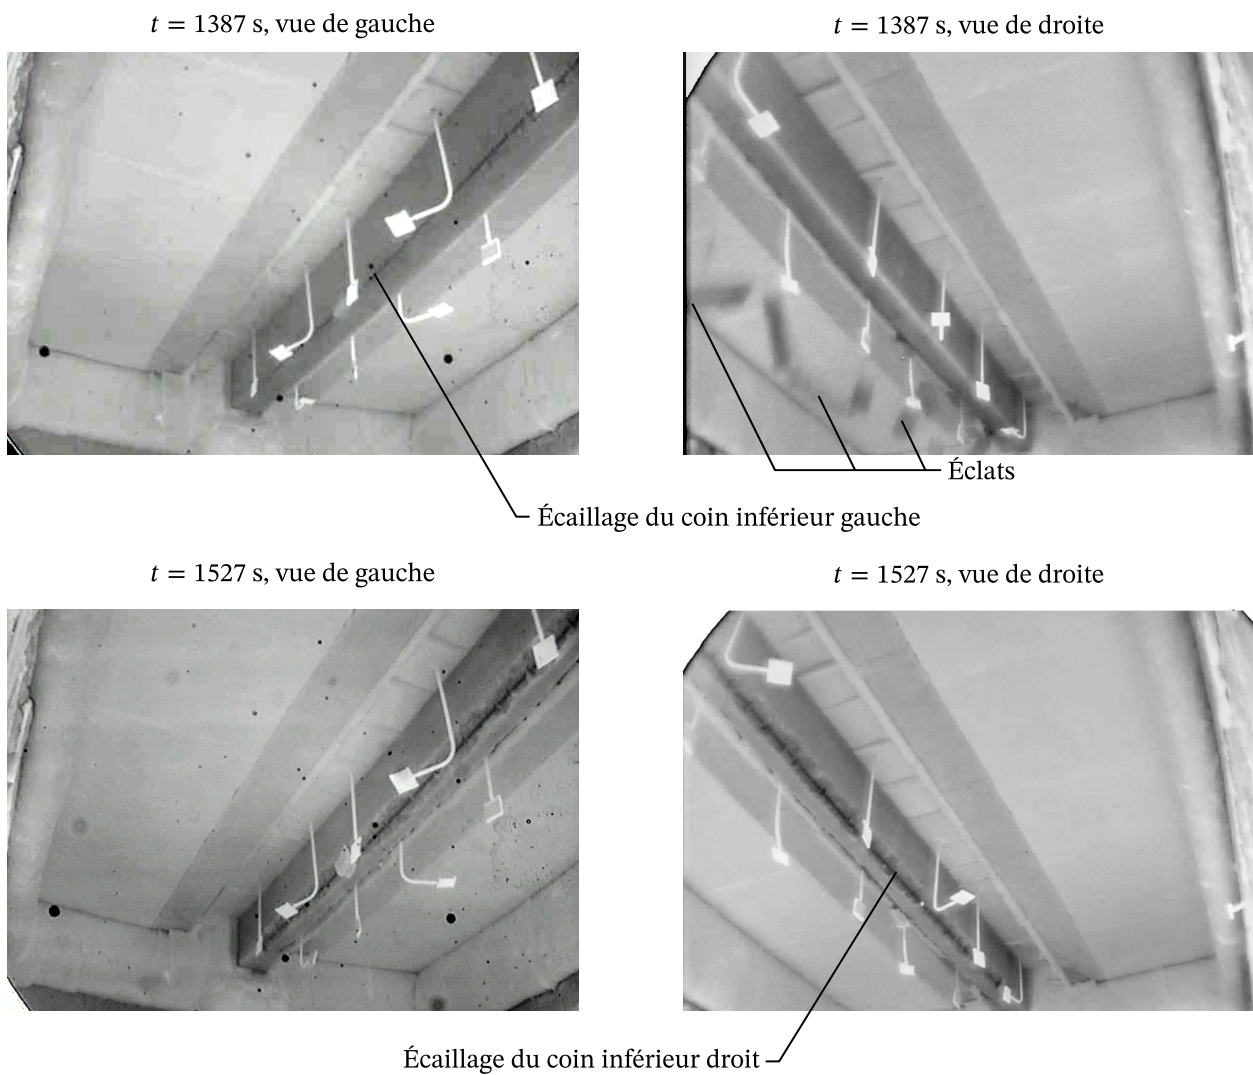 t = 1387 s, vue de gauche
t = 1387 s, vue de droite
Éclats
Écaillage du coin inférieur gauche
t = 1527 s, vue de gauche
t = 1527 s, vue de droite
Écaillage du coin inférieur droit